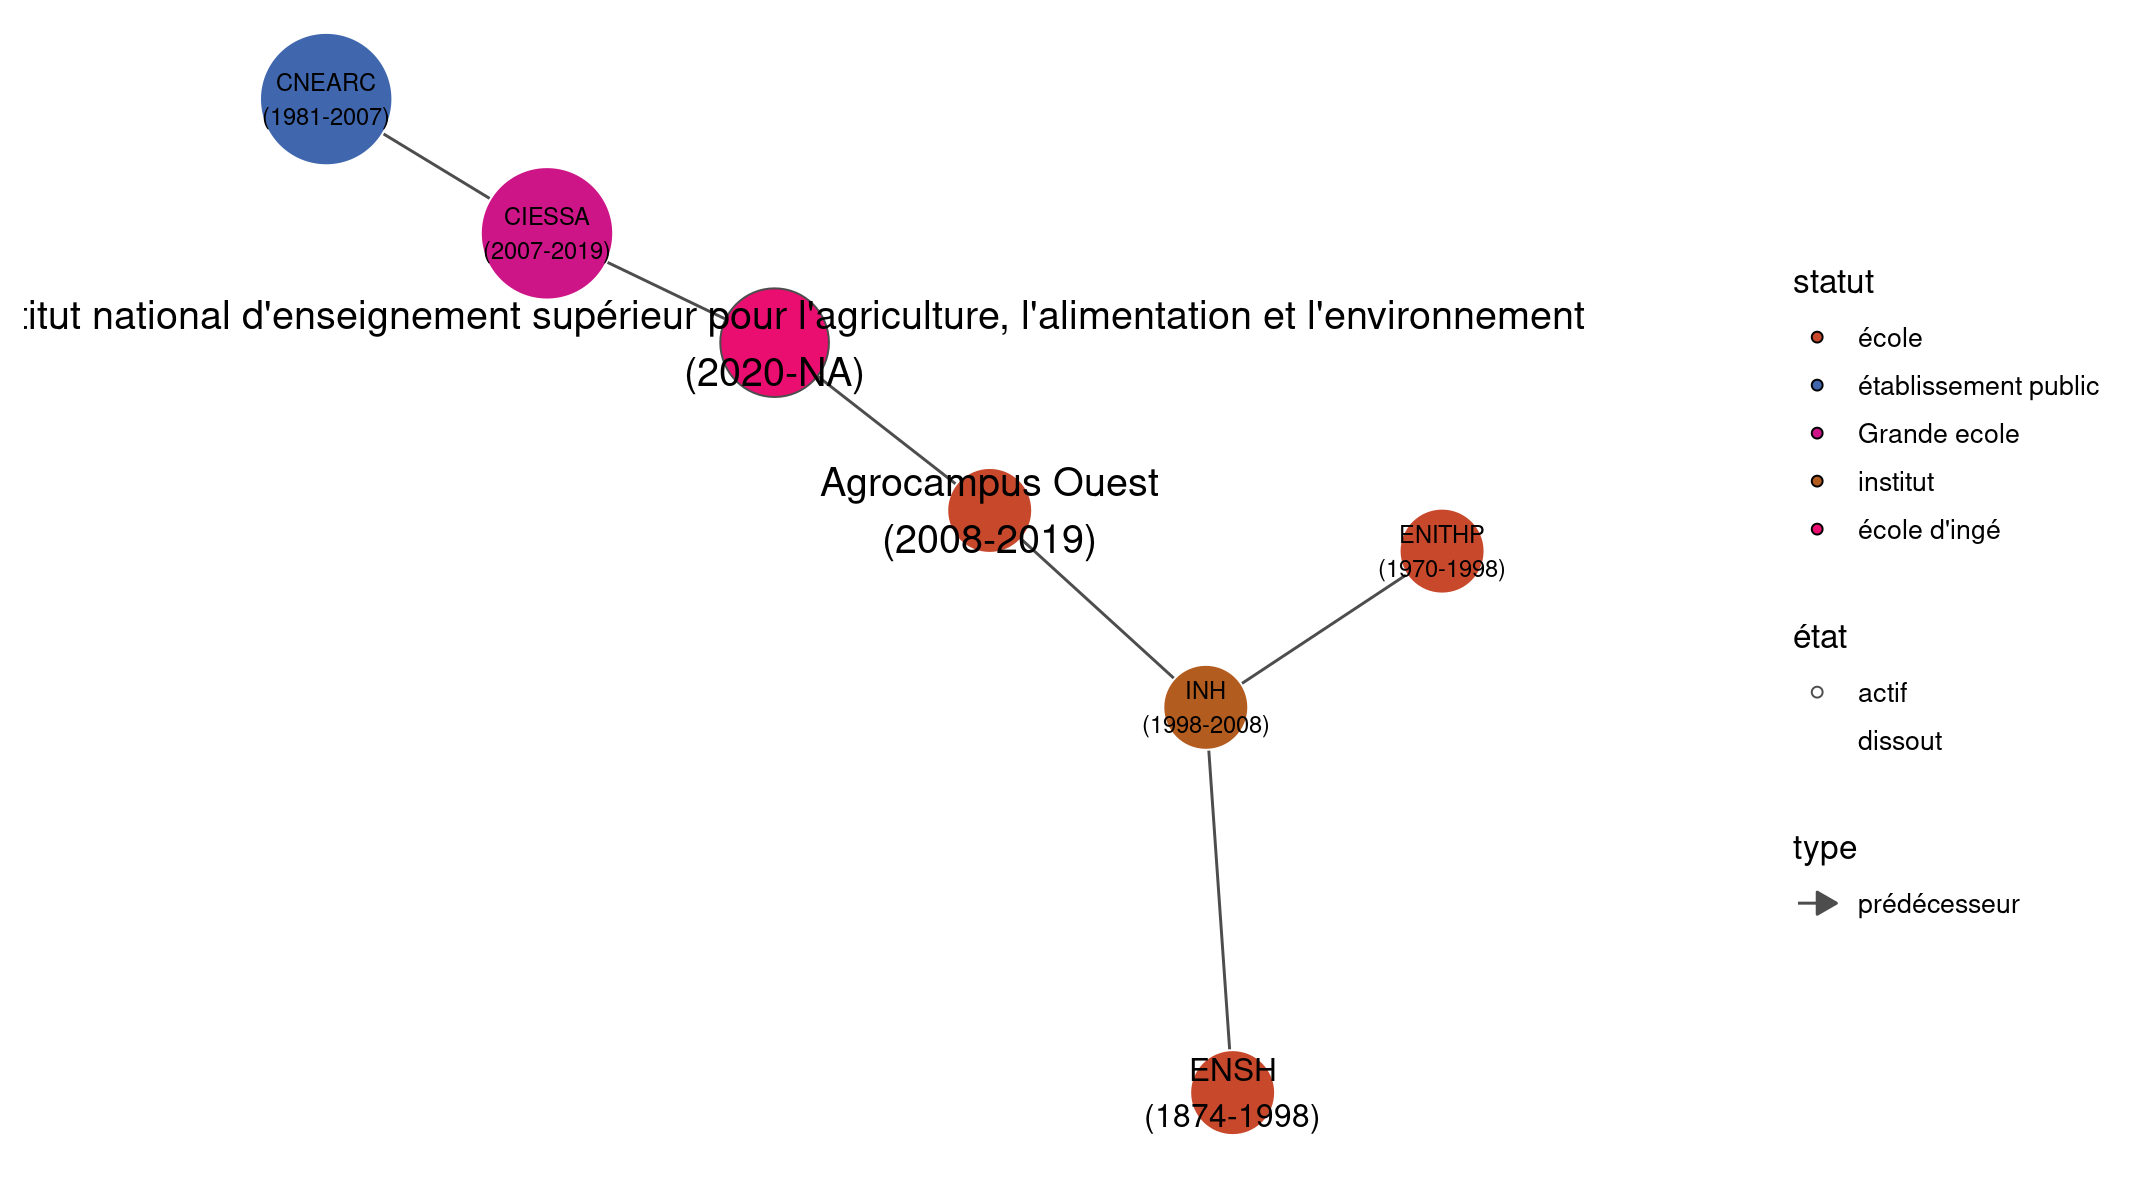 CNEARC
(1981-2007)
CIESSA
(2007-2019)
itut national d'enseignement supérieur pour l'agriculture, l'alimentation et l'environnement
(2020-NA)
Agrocampus Ouest
(2008-2019)
ENITHP
(1970-1998)
INH
(1998-2008)
ENSH
(1874-1998)
statut
école
établissement public
Grande ecole
institut
école d'ingé
état
actif
dissout
type
prédécesseur